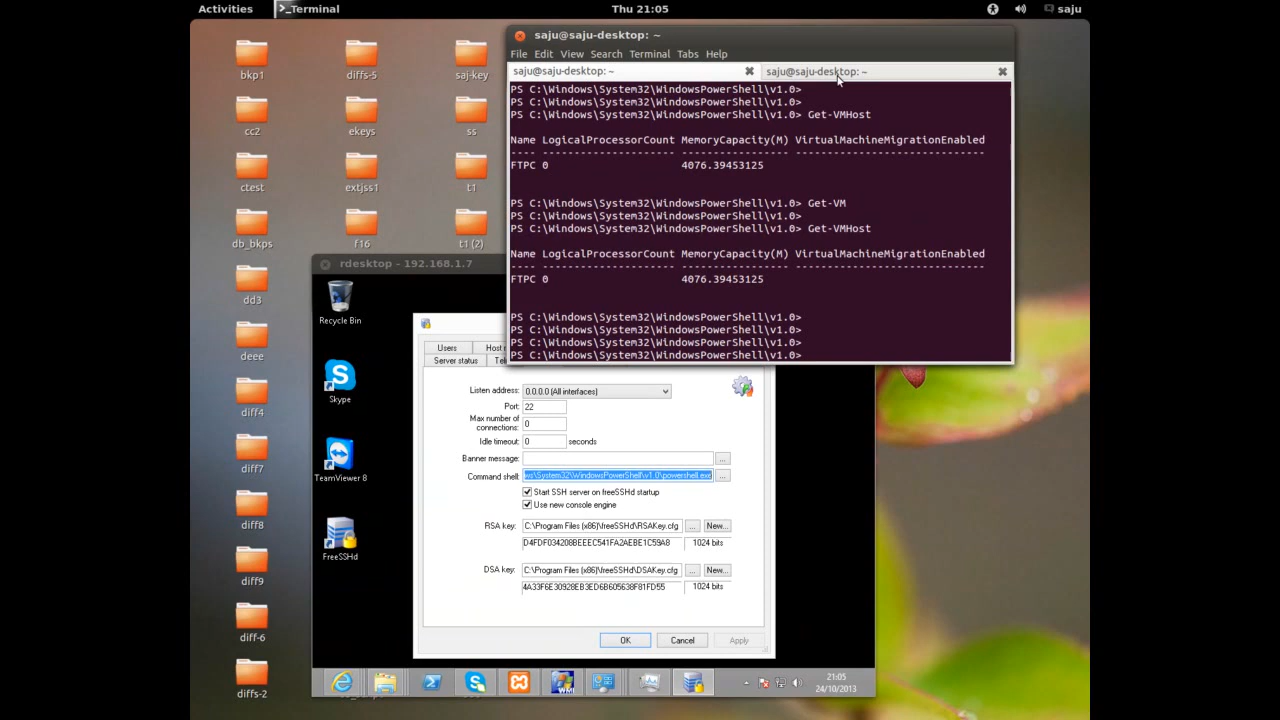 Activities
>_Terminal
Thu 21:05
saju
bkp1
diffs-5
saj-key
cc2
ekeys
ss
ctest
extjss1
t1
db_bkps
f16
t1 (2)
dd3
deee
diff4
diff7
diff8
diff9
diff-6
diffs-2
saju@saju-desktop: ~
File Edit View Search Terminal Tabs Help
saju@saju-desktop: ~
saju@saju-desktop: ~
PS C:\Windows\System32\WindowsPowerShell\v1.0>
PS C:\Windows\System32\WindowsPowerShell\v1.0>
PS C:\Windows\System32\WindowsPowerShell\v1.0> Get-VMHost
Name LogicalProcessorCount MemoryCapacity(M) VirtualMachineMigrationEnabled
---- --------------------- ----------------- ------------------------------
FTPC 0 4076.39453125
PS C:\Windows\System32\WindowsPowerShell\v1.0> Get-VM
PS C:\Windows\System32\WindowsPowerShell\v1.0>
PS C:\Windows\System32\WindowsPowerShell\v1.0> Get-VMHost
Name LogicalProcessorCount MemoryCapacity(M) VirtualMachineMigrationEnabled
---- --------------------- ----------------- ------------------------------
FTPC 0 4076.39453125
PS C:\Windows\System32\WindowsPowerShell\v1.0>
PS C:\Windows\System32\WindowsPowerShell\v1.0>
PS C:\Windows\System32\WindowsPowerShell\v1.0>
PS C:\Windows\System32\WindowsPowerShell\v1.0>
rdesktop - 192.168.1.7
Recycle Bin
Skype
TeamViewer 8
FreeSSHd
Users Host
Server status
Listen address: 0.0.0.0 (All interfaces)
Port: 22
Max number of connections: 0
Idle timeout: 0 seconds
Banner message: ...
Command shell: ws\System32\WindowsPowerShell\v1.0\powershell.exe ...
Start SSH server on freeSSHd startup
Use new console engine
RSA key: C:\Program Files (x86)\freeSSHd\RSAKey.cfg ... New...
D4FDF034208BEEEC541FA2AEBE1C59A8 1024 bits
DSA key: C:\Program Files (x86)\freeSSHd\DSAKey.cfg ... New...
4A33F6E30928EB3ED6B605638F81FD55 1024 bits
OK Cancel Apply
WMI
21:05
24/10/2013